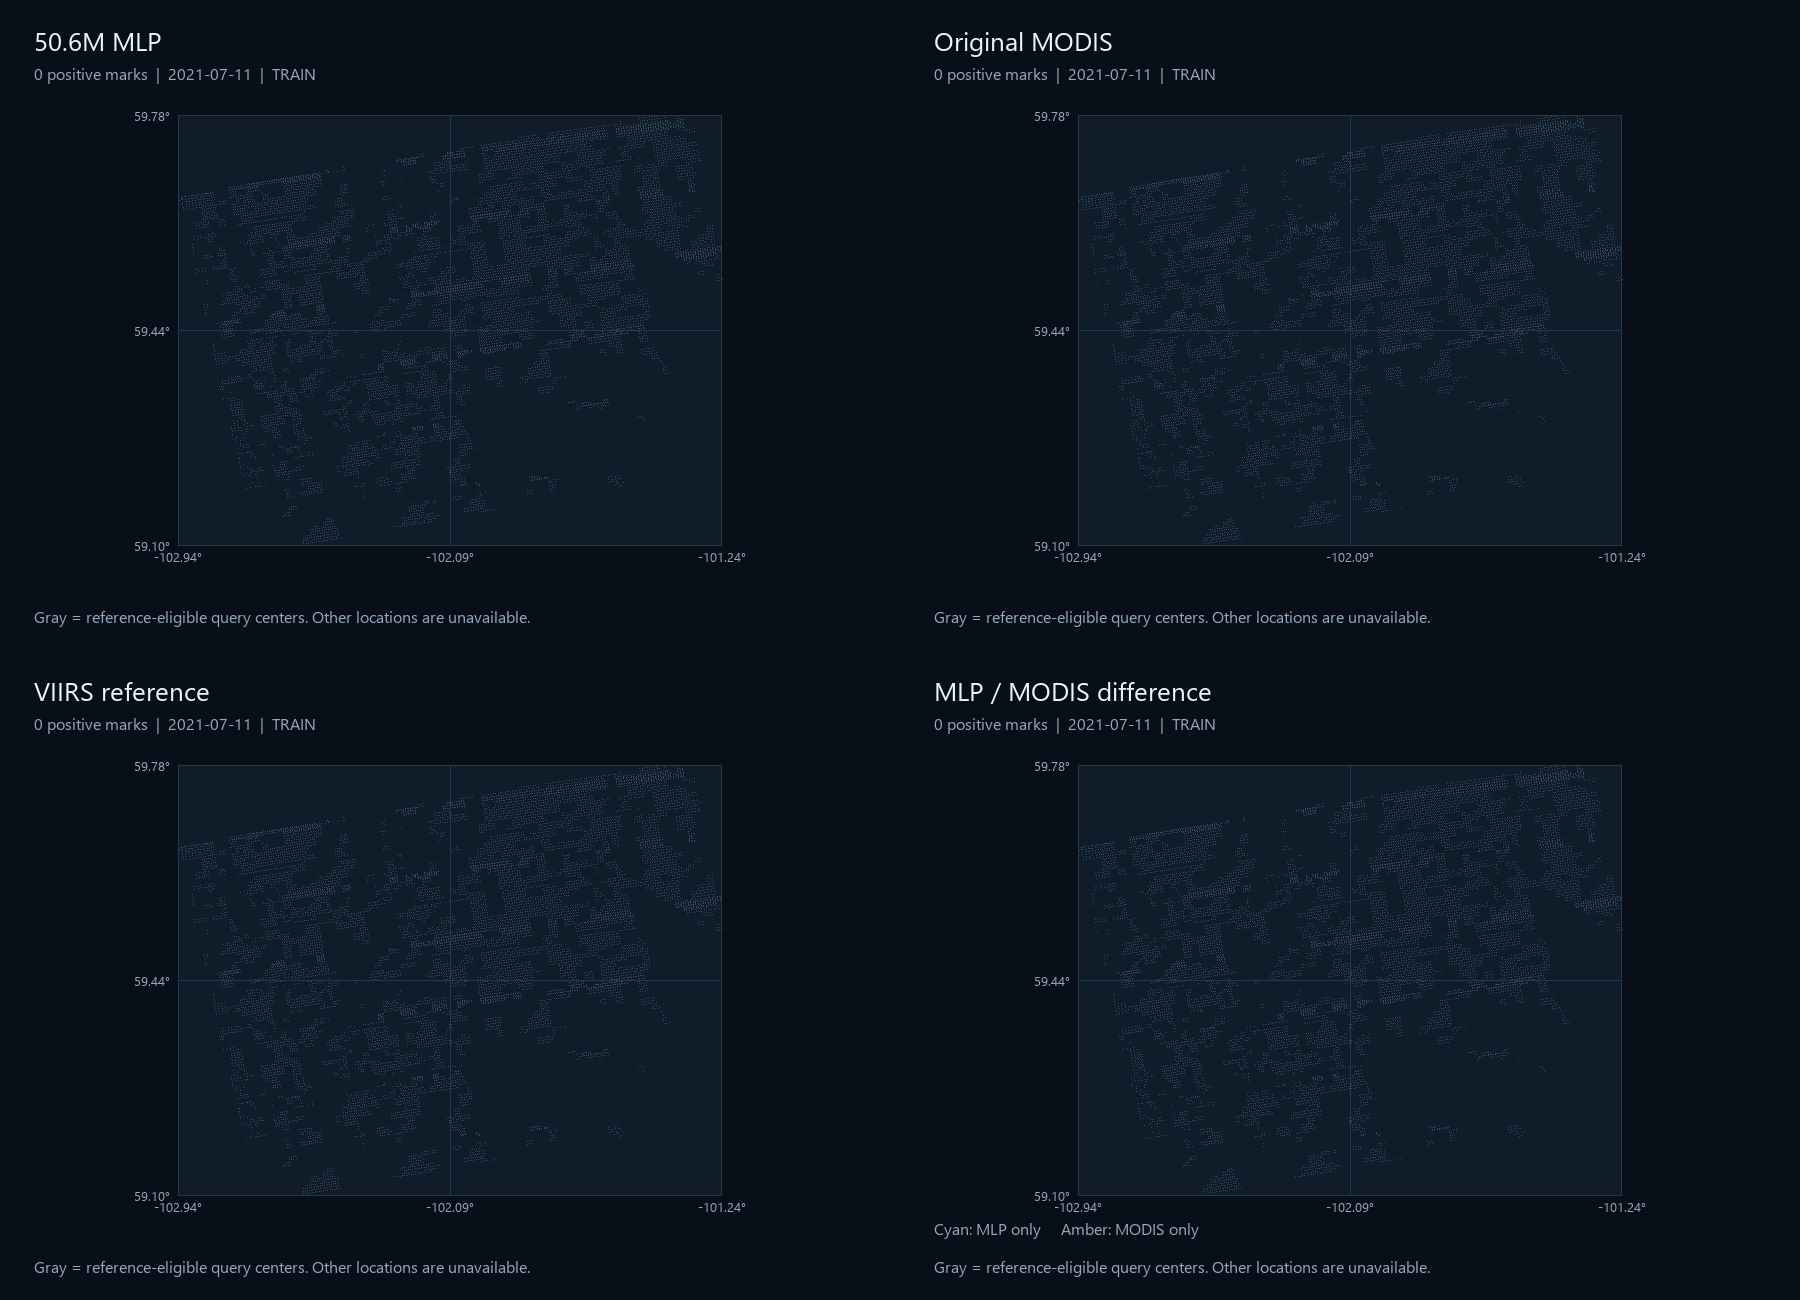 50.6M MLP
0 positive marks | 2021-07-11 | TRAIN
59.78°
59.44°
59.10°
-102.94°
-102.09°
-101.24°
Gray = reference-eligible query centers. Other locations are unavailable.
Original MODIS
0 positive marks | 2021-07-11 | TRAIN
59.78°
59.44°
59.10°
-102.94°
-102.09°
-101.24°
Gray = reference-eligible query centers. Other locations are unavailable.
VIIRS reference
0 positive marks | 2021-07-11 | TRAIN
59.78°
59.44°
59.10°
-102.94°
-102.09°
-101.24°
Gray = reference-eligible query centers. Other locations are unavailable.
MLP / MODIS difference
0 positive marks | 2021-07-11 | TRAIN
59.78°
59.44°
59.10°
-102.94°
-102.09°
-101.24°
Cyan: MLP only Amber: MODIS only
Gray = reference-eligible query centers. Other locations are unavailable.